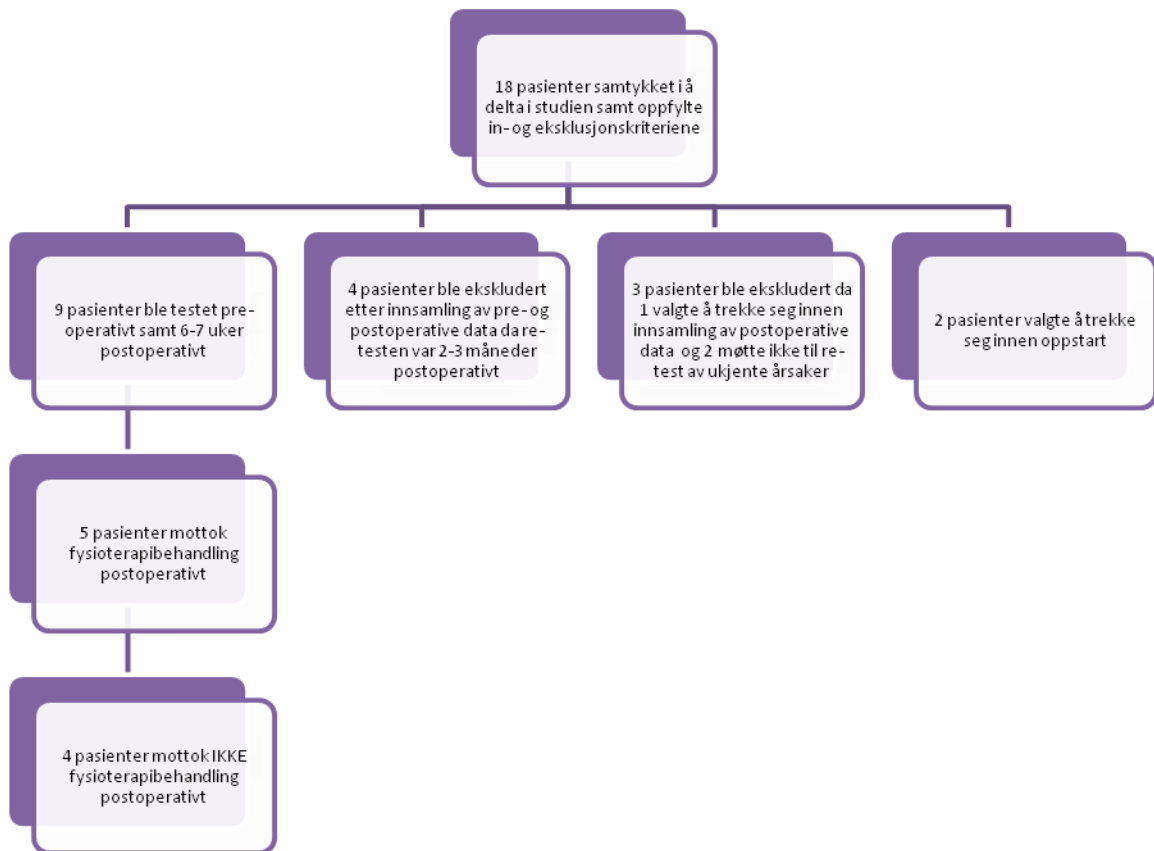 18 pasienter samtykket i å
delta i studien samt oppfylte
in- og eksklusjonskriteriene
9 pasienter ble testet pre-
operativt samt 6-7 uker
postoperativt
4 pasienter ble ekskludert
etter innsamling av pre- og
postoperative data da re-
testen var 2-3 måneder
postoperativt
3 pasienter ble ekskludert da
1 valgte å trekke seg innen
innsamling av postoperative
data og 2 møtte ikke til re-
test av ukjente årsaker
2 pasienter valgte å trekke
seg innen oppstart
5 pasienter mottok
fysioterapibehandling
postoperativt
4 pasienter mottok IKKE
fysioterapibehandling
postoperativt